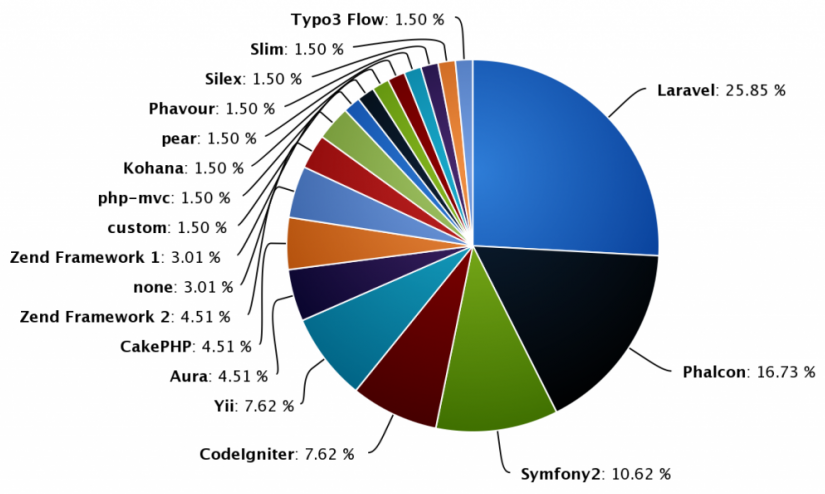 Typo3 Flow: 1.50 %
Slim: 1.50 %
Silex: 1.50 %
Laravel: 25.85 %
Phavour: 1.50 %
pear: 1.50 %
Kohana: 1.50 %
php-mvc: 1.50 %
custom: 1.50 %
Zend Framework 1: 3.01 %
none: 3.01 %
Zend Framework 2: 4.51 %
CakePHP: 4.51 %
Phalcon: 16.73 %
Aura: 4.51 %
Yii: 7.62 %
CodeIgniter: 7.62 %
Symfony2: 10.62 %